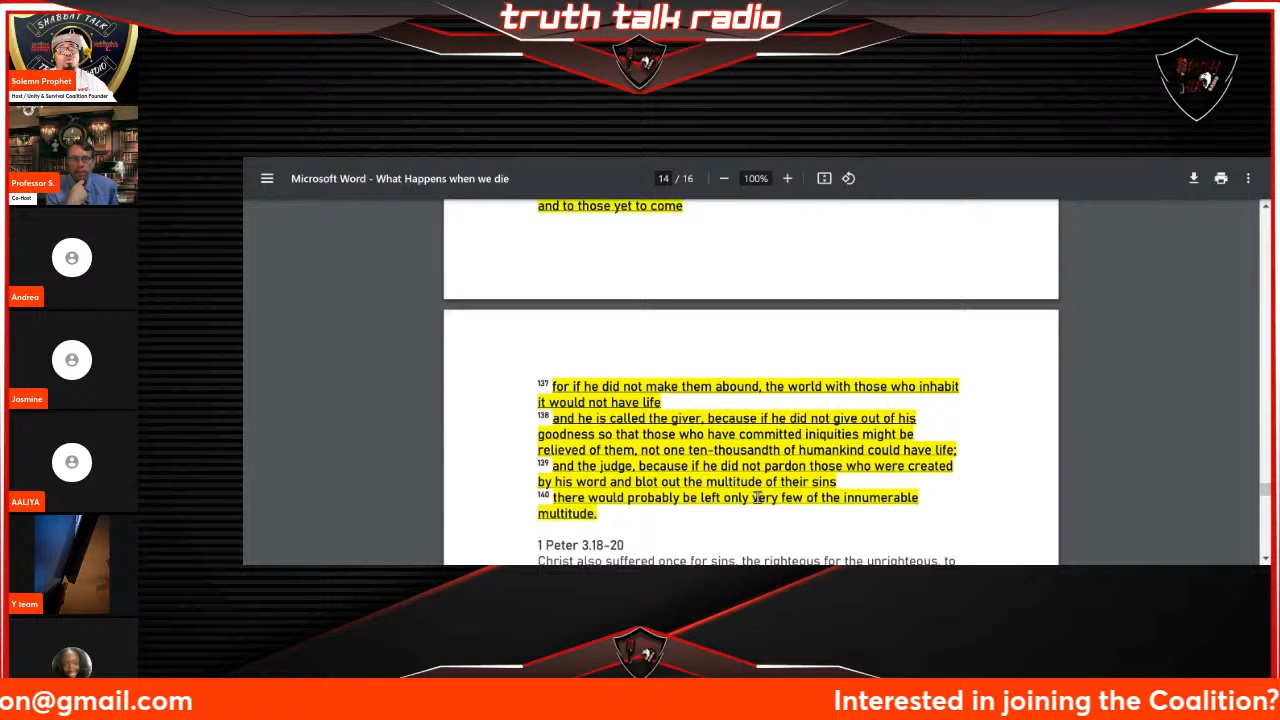 truth talk radio
SHABBAT TALK
Solemn Prophet
Host / Unity & Survival Coalition Founder
Professor S.
Co-Host
Andrea
Jasmine
AALiYA
Y team
Microsoft Word - What Happens when we die
14 / 16
100%
and to those yet to come
137 for if he did not make them abound, the world with those who inhabit
it would not have life
138 and he is called the giver, because if he did not give out of his
goodness so that those who have committed iniquities might be
relieved of them, not one ten-thousandth of humankind could have life;
139 and the judge, because if he did not pardon those who were created
by his word and blot out the multitude of their sins
140 there would probably be left only very few of the innumerable
multitude.
1 Peter 3.18-20
Christ also suffered once for sins, the righteous for the unrighteous, to
on@gmail.com
Interested in joining the Coalition?